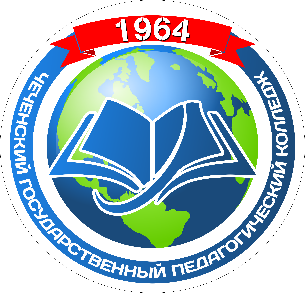 1964
ЧЕЧЕНСКИЙ ГОСУДАРСТВЕННЫЙ ПЕДАГОГИЧЕСКИЙ КОЛЛЕДЖ